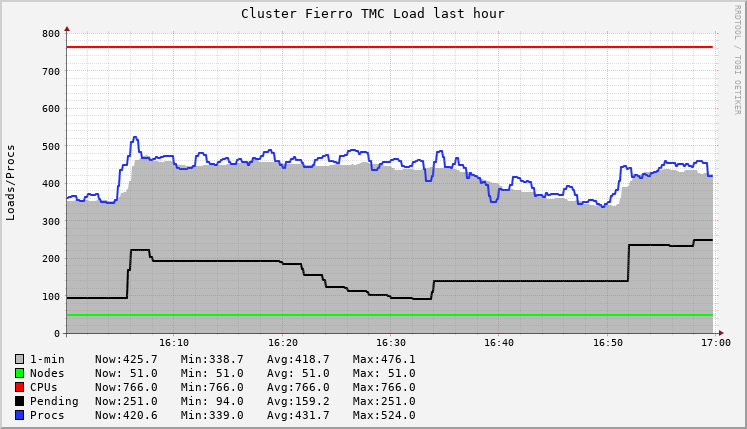 Cluster Fierro TMC Load last hour
RRDTOOL / TOBI OETIKER
Loads/Procs
800
700
600
500
400
300
200
100
0
16:10 16:20 16:30 16:40 16:50 17:00
1-min Now:425.7 Min:338.7 Avg:418.7 Max:476.1
Nodes Now: 51.0 Min: 51.0 Avg: 51.0 Max: 51.0
CPUs Now:766.0 Min:766.0 Avg:766.0 Max:766.0
Pending Now:251.0 Min: 94.0 Avg:159.2 Max:251.0
Procs Now:420.6 Min:339.0 Avg:431.7 Max:524.0